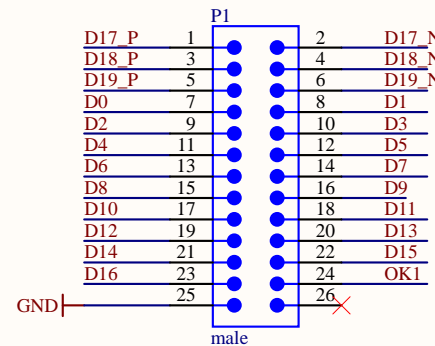 P1
D17_P 1 2 D17_N
D18_P 3 4 D18_N
D19_P 5 6 D19_N
D0 7 8 D1
D2 9 10 D3
D4 11 12 D5
D6 13 14 D7
D8 15 16 D9
D10 17 18 D11
D12 19 20 D13
D14 21 22 D15
D16 23 24 OK1
GND 25 26
male